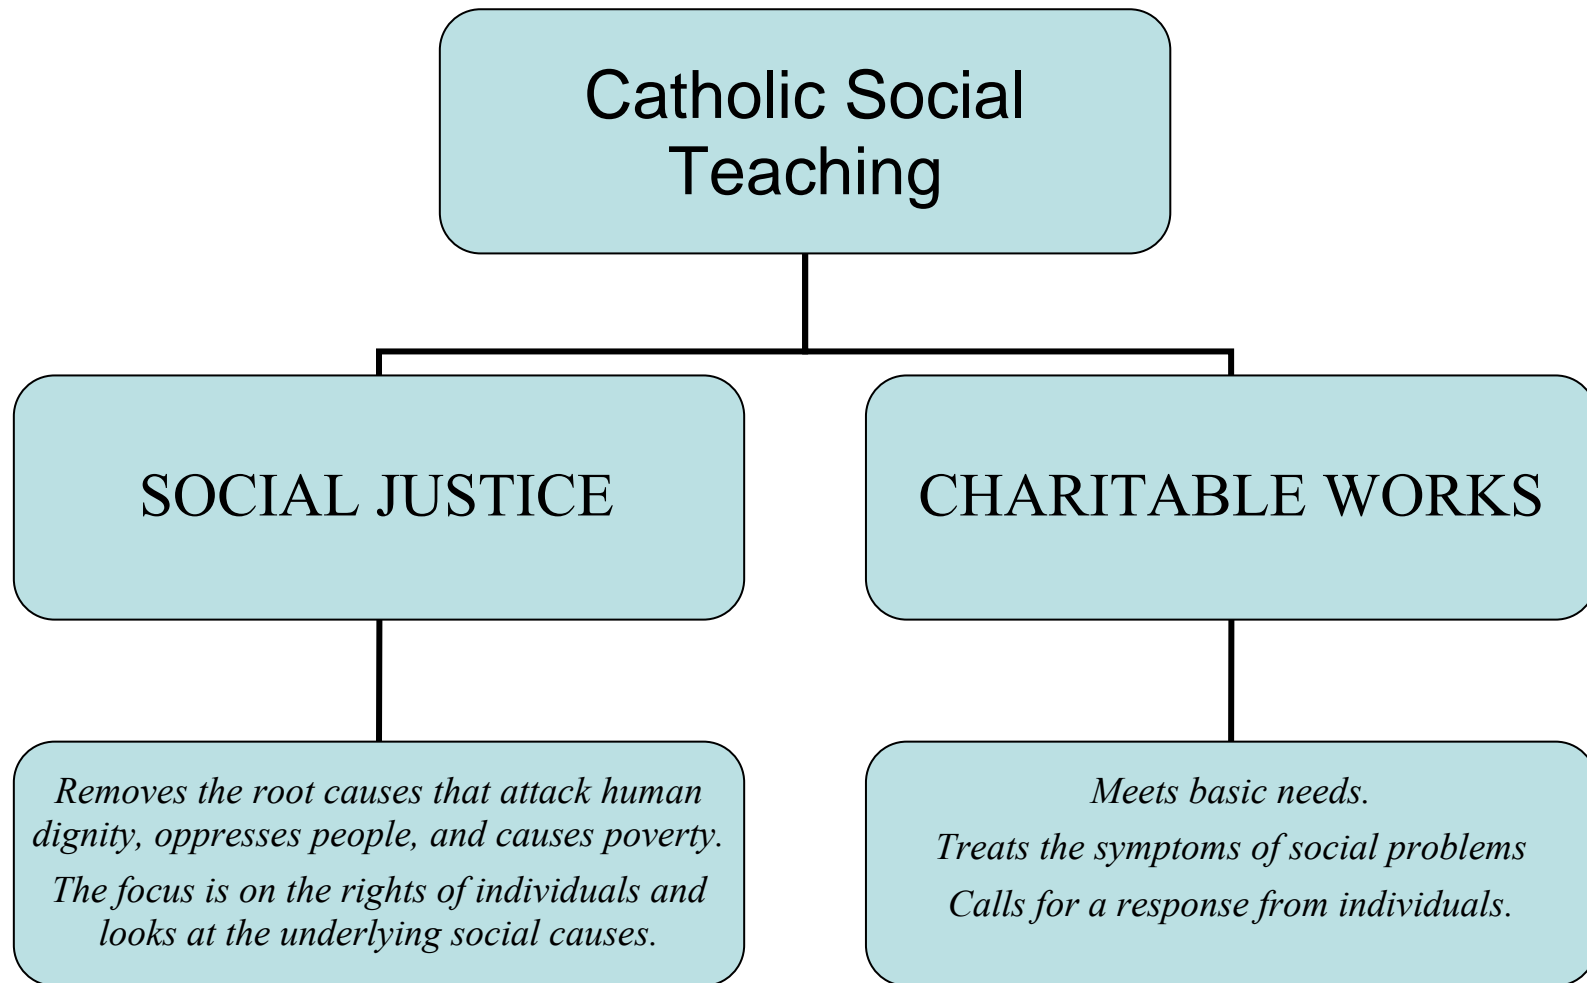 Catholic Social
Teaching
SOCIAL JUSTICE
CHARITABLE WORKS
Removes the root causes that attack human
dignity, oppresses people, and causes poverty.
The focus is on the rights of individuals and
looks at the underlying social causes.
Meets basic needs.
Treats the symptoms of social problems
Calls for a response from individuals.